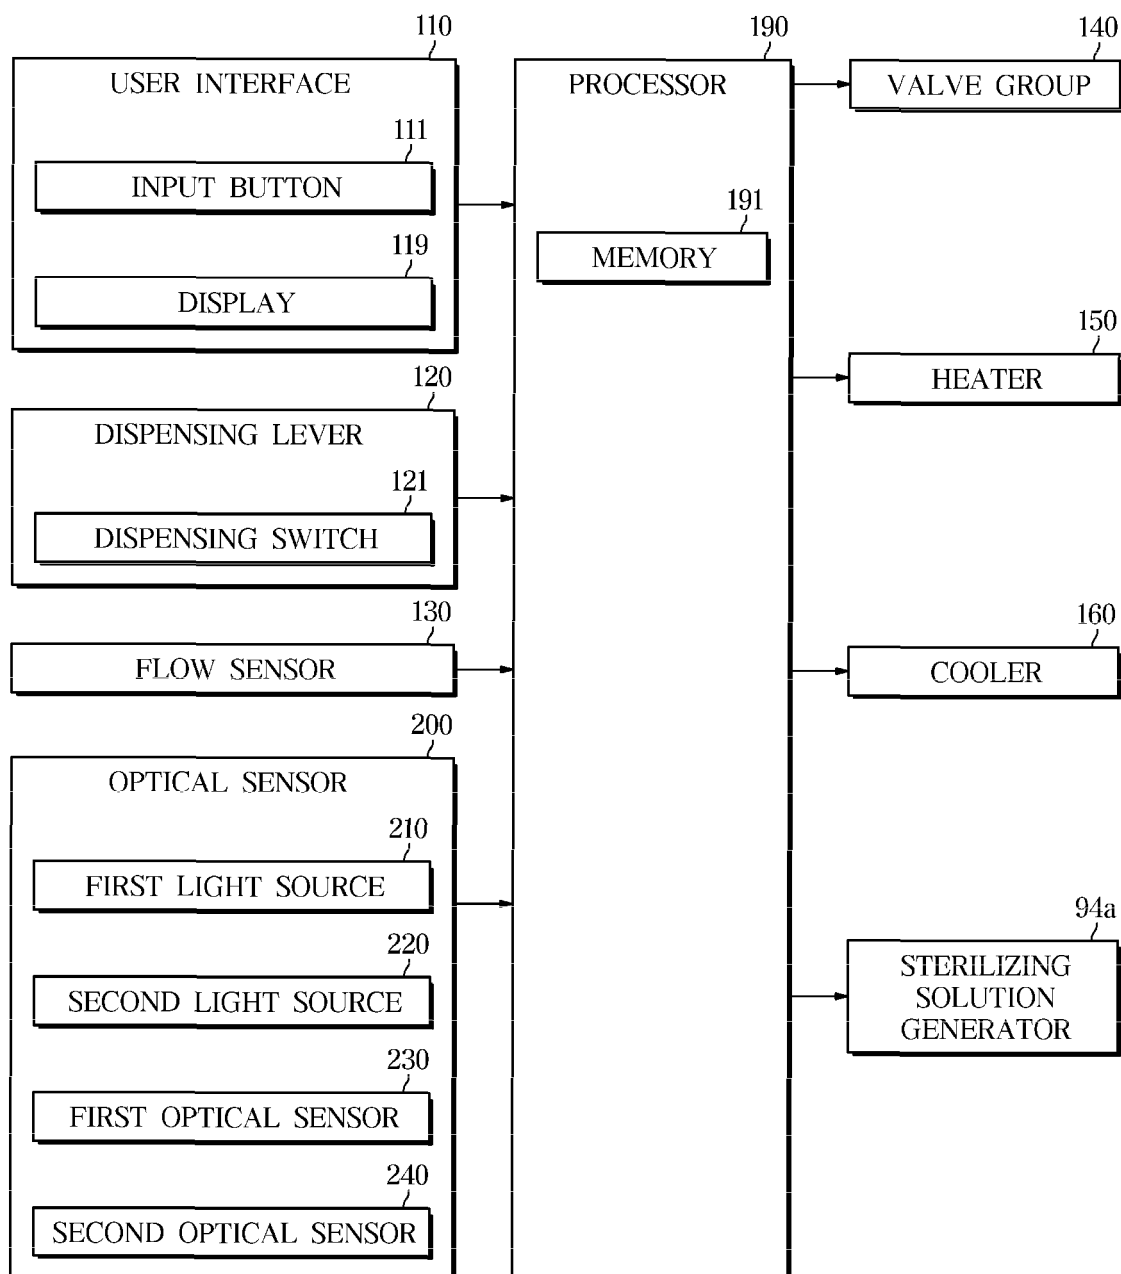 110
USER INTERFACE
111
INPUT BUTTON
119
DISPLAY
120
DISPENSING LEVER
121
DISPENSING SWITCH
130
FLOW SENSOR
200
OPTICAL SENSOR
210
FIRST LIGHT SOURCE
220
SECOND LIGHT SOURCE
230
FIRST OPTICAL SENSOR
240
SECOND OPTICAL SENSOR
190
PROCESSOR
191
MEMORY
140
VALVE GROUP
150
HEATER
160
COOLER
94a
STERILIZING
SOLUTION
GENERATOR